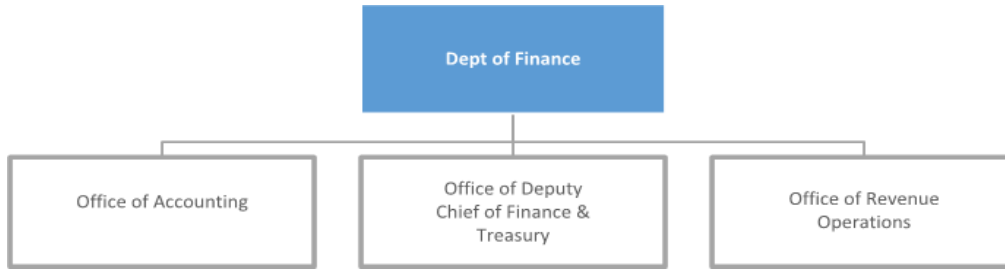 Dept of Finance
Office of Accounting
Office of Deputy
Chief of Finance &
Treasury
Office of Revenue
Operations